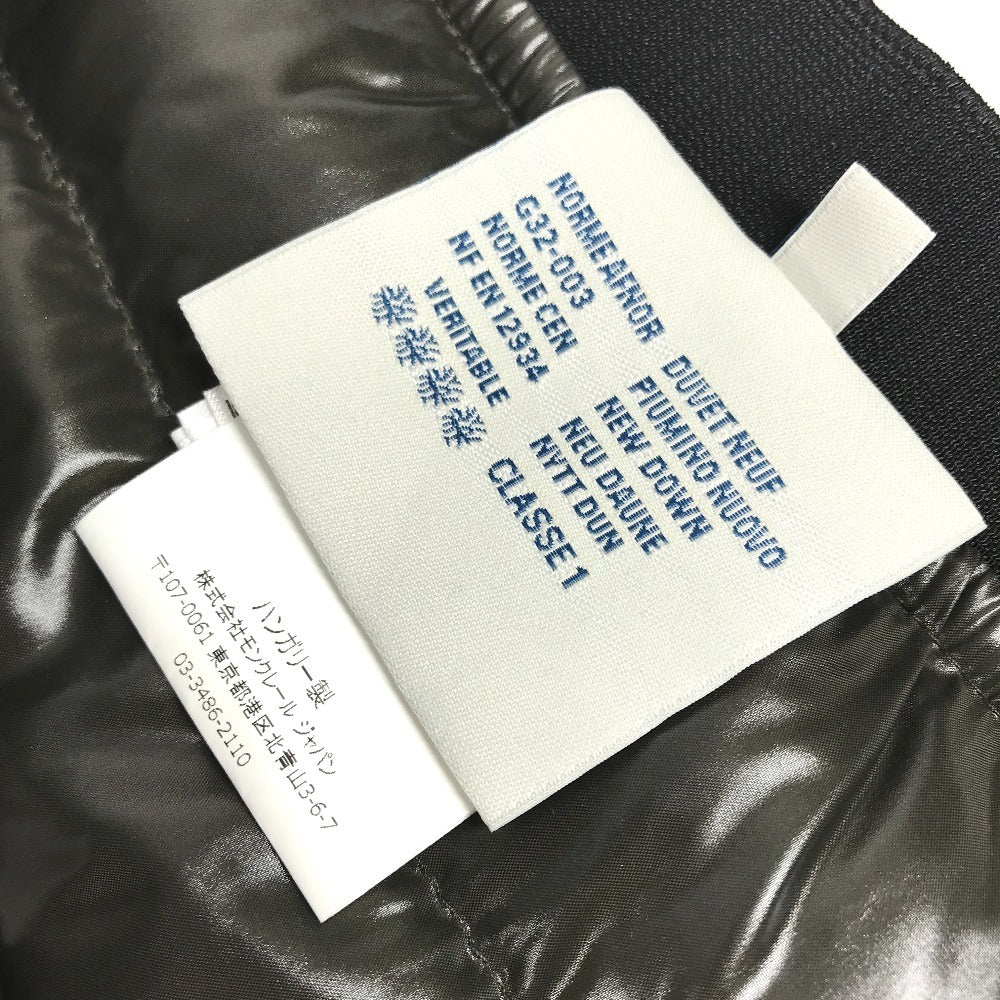 NORME AFNOR
G32-003
NORME CEN
NF EN 12934
VERITABLE
DUVET NEUF
PIUMINO NUOVO
NEW DOWN
NEU DAUNE
NYTT DUN
CLASSE 1
ハンガリー製
株式会社モンクレール ジャパン
〒107-0061 東京都港区北青山3-6-7
03-3486-2110